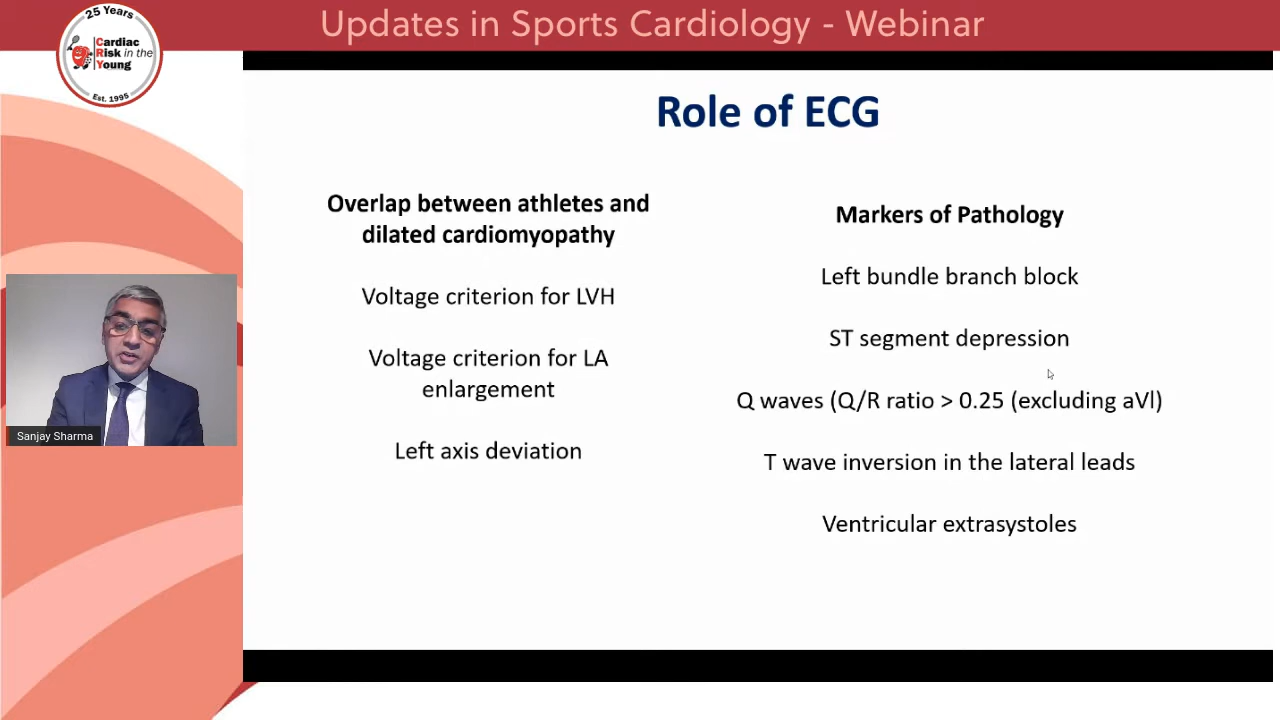 Updates in Sports Cardiology - Webinar
25 Years
Cardiac
Risk in the
Young
Est. 1995
Role of ECG
Overlap between athletes and
dilated cardiomyopathy
Voltage criterion for LVH
Voltage criterion for LA
enlargement
Left axis deviation
Markers of Pathology
Left bundle branch block
ST segment depression
Q waves (Q/R ratio > 0.25 (excluding aVl)
T wave inversion in the lateral leads
Ventricular extrasystoles
Sanjay Sharma